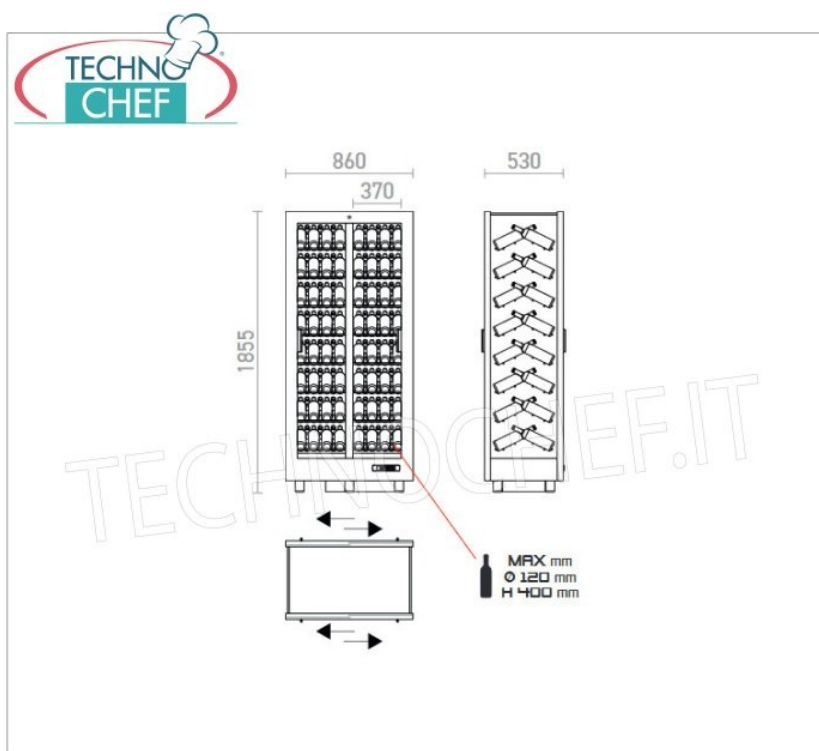 TECHNO
CHEF
®
860
530
370
1855
TECHNOCHEF.IT
MAX mm
Ø 120 mm
H 400 mm